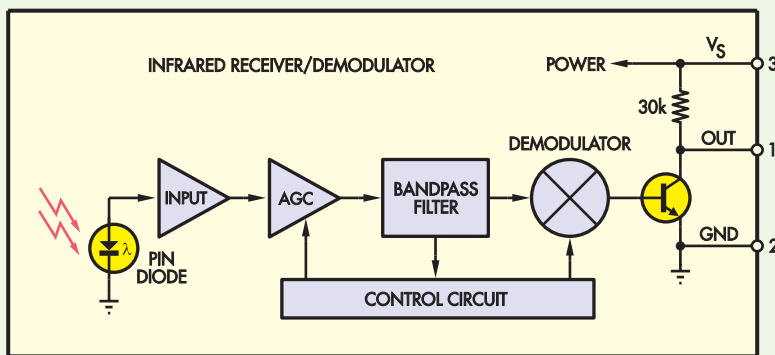 INFRARED RECEIVER/DEMODULATOR
POWER
VS
3
30k
OUT
1
DEMODULATOR
INPUT
AGC
BANDPASS
FILTER
λ
PIN
DIODE
GND
2
CONTROL CIRCUIT